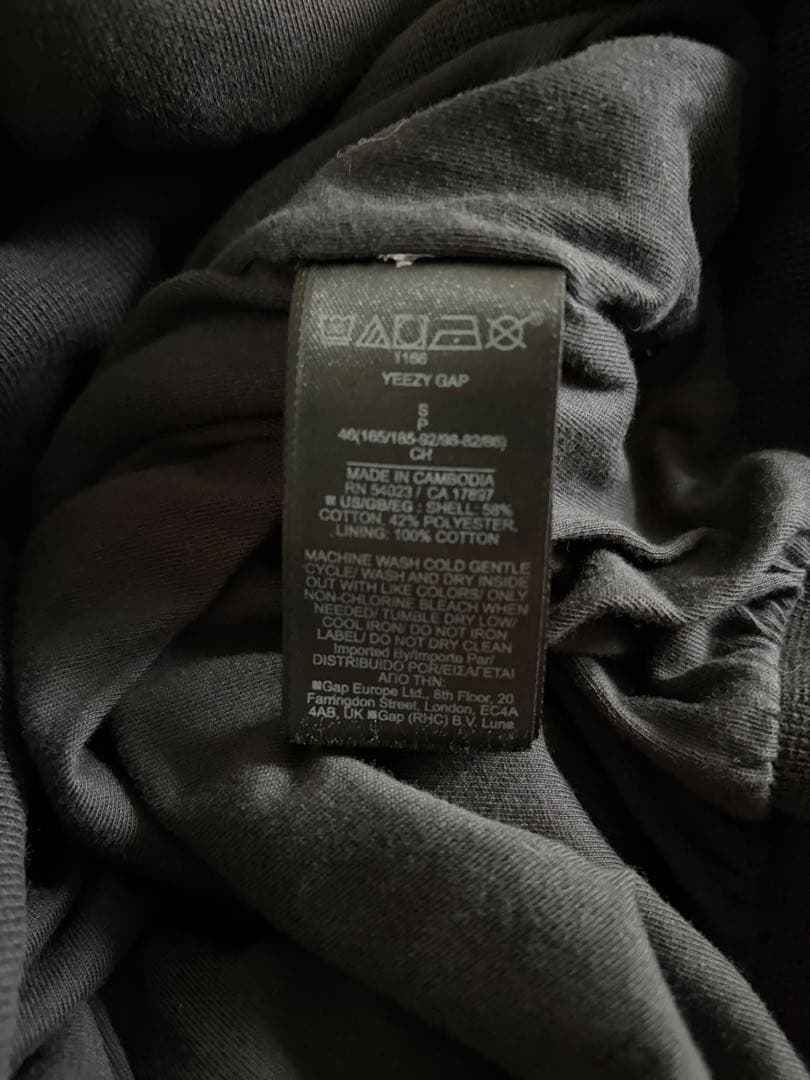 1166
YEEZY GAP
S
P
46(165/185-92/98-82/86)
CH
MADE IN CAMBODIA
RN 54023 / CA 17897
■ US/GB/EG : SHELL: 58%
COTTON, 42% POLYESTER,
LINING: 100% COTTON
MACHINE WASH COLD GENTLE
CYCLE/ WASH AND DRY INSIDE
OUT WITH LIKE COLORS/ ONLY
NON-CHLORINE BLEACH WHEN
NEEDED/ TUMBLE DRY LOW/
COOL IRON/ DO NOT IRON
LABEL/ DO NOT DRY CLEAN
Imported By/Importe Par/
DISTRIBUIDO POR/ΕΙΣΑΓΕΤΑΙ
ΑΠΟ ΤΗΝ:
■Gap Europe Ltd., 8th Floor, 20
Farringdon Street, London, EC4A
4AB, UK ■Gap (RHC) B.V. Luna